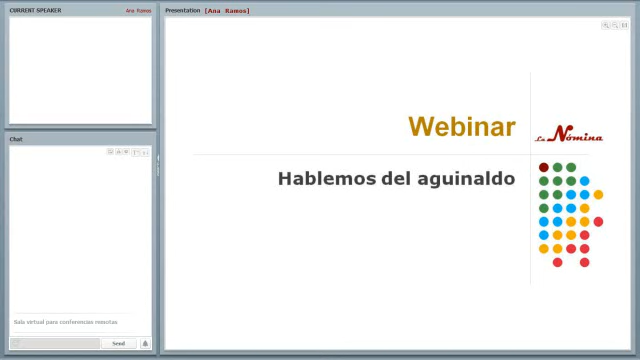 CURRENT SPEAKER
Ana Ramos
Presentation [Ana Ramos]
Chat
Sala virtual para conferencias remotas
Send
Webinar
La Nómina
Hablemos del aguinaldo